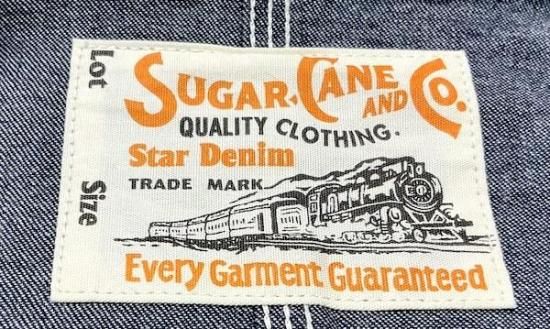 Lot
Size
SUGAR CANE AND CO.
QUALITY CLOTHING.
Star Denim
TRADE MARK
Every Garment Guaranteed